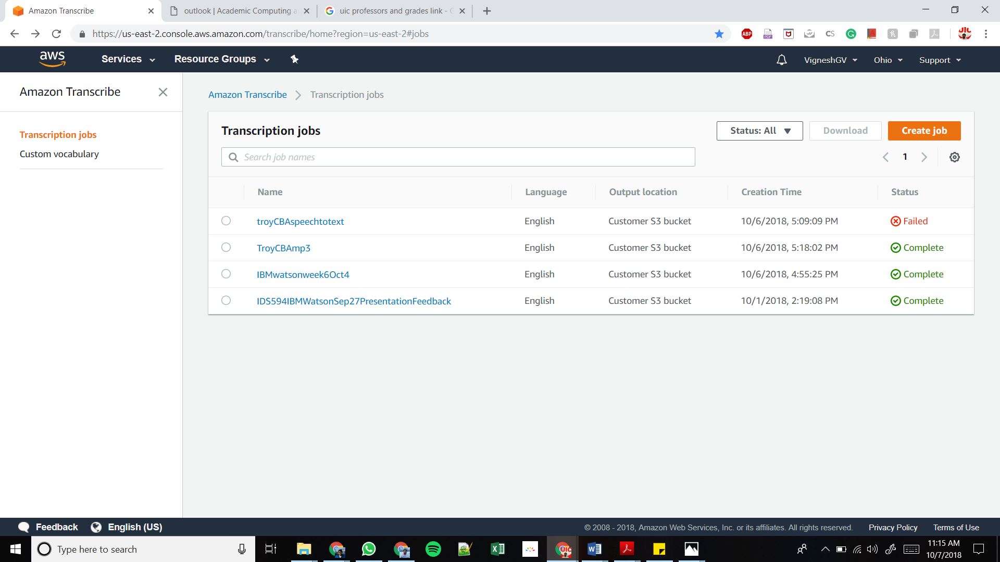 Amazon Transcribe
outlook | Academic Computing a
uic professors and grades link - G
https://us-east-2.console.aws.amazon.com/transcribe/home?region=us-east-2#jobs
ABP PDF CS
aws Services Resource Groups VigneshGV Ohio Support
Amazon Transcribe
Transcription jobs
Custom vocabulary
Amazon Transcribe Transcription jobs
Transcription jobs Status: All Download Create job
Search job names 1
Name Language Output location Creation Time Status
troyCBAspeechtotext English Customer S3 bucket 10/6/2018, 5:09:09 PM Failed
TroyCBAmp3 English Customer S3 bucket 10/6/2018, 5:18:02 PM Complete
IBMwatsonweek6Oct4 English Customer S3 bucket 10/6/2018, 4:55:25 PM Complete
IDS594IBMWatsonSep27PresentationFeedback English Customer S3 bucket 10/1/2018, 2:19:08 PM Complete
Feedback English (US) © 2008 - 2018, Amazon Web Services, Inc. or its affiliates. All rights reserved. Privacy Policy Terms of Use
Type here to search
11:15 AM
10/7/2018